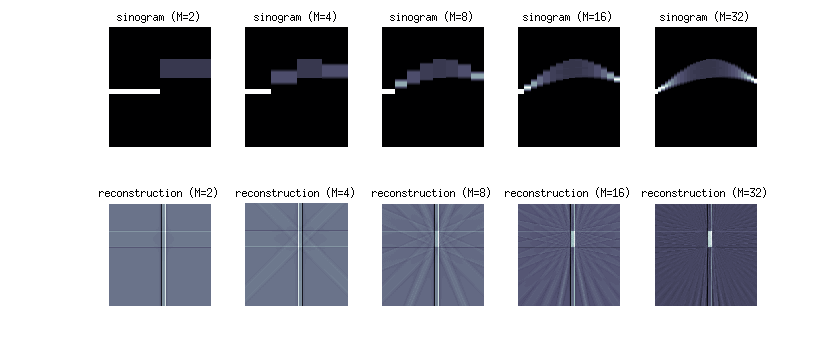 sinogram (M=2)
sinogram (M=4)
sinogram (M=8)
sinogram (M=16)
sinogram (M=32)
reconstruction (M=2)
reconstruction (M=4)
reconstruction (M=8)
reconstruction (M=16)
reconstruction (M=32)